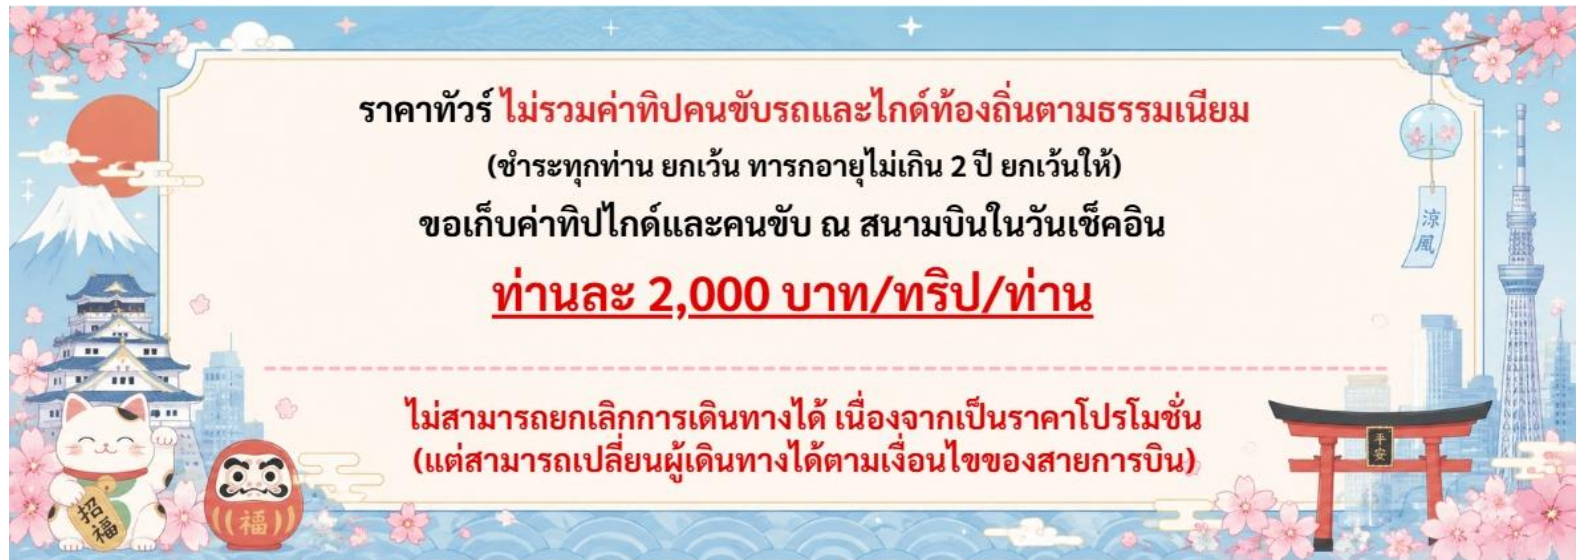 ราคาทัวร์ ไม่รวมค่าทิปคนขับรถและไกด์ท้องถิ่นตามธรรมเนียม
(ชำระทุกท่าน ยกเว้น ทารกอายุไม่เกิน 2 ปี ยกเว้นให้)
ขอเก็บค่าทิปไกด์และคนขับ ณ สนามบินในวันเช็คอิน
ท่านละ 2,000 บาท/ทริป/ท่าน
ไม่สามารถยกเลิกการเดินทางได้ เนื่องจากเป็นราคาโปรโมชั่น
(แต่สามารถเปลี่ยนผู้เดินทางได้ตามเงื่อนไขของสายการบิน)
涼風
平安
招福
福